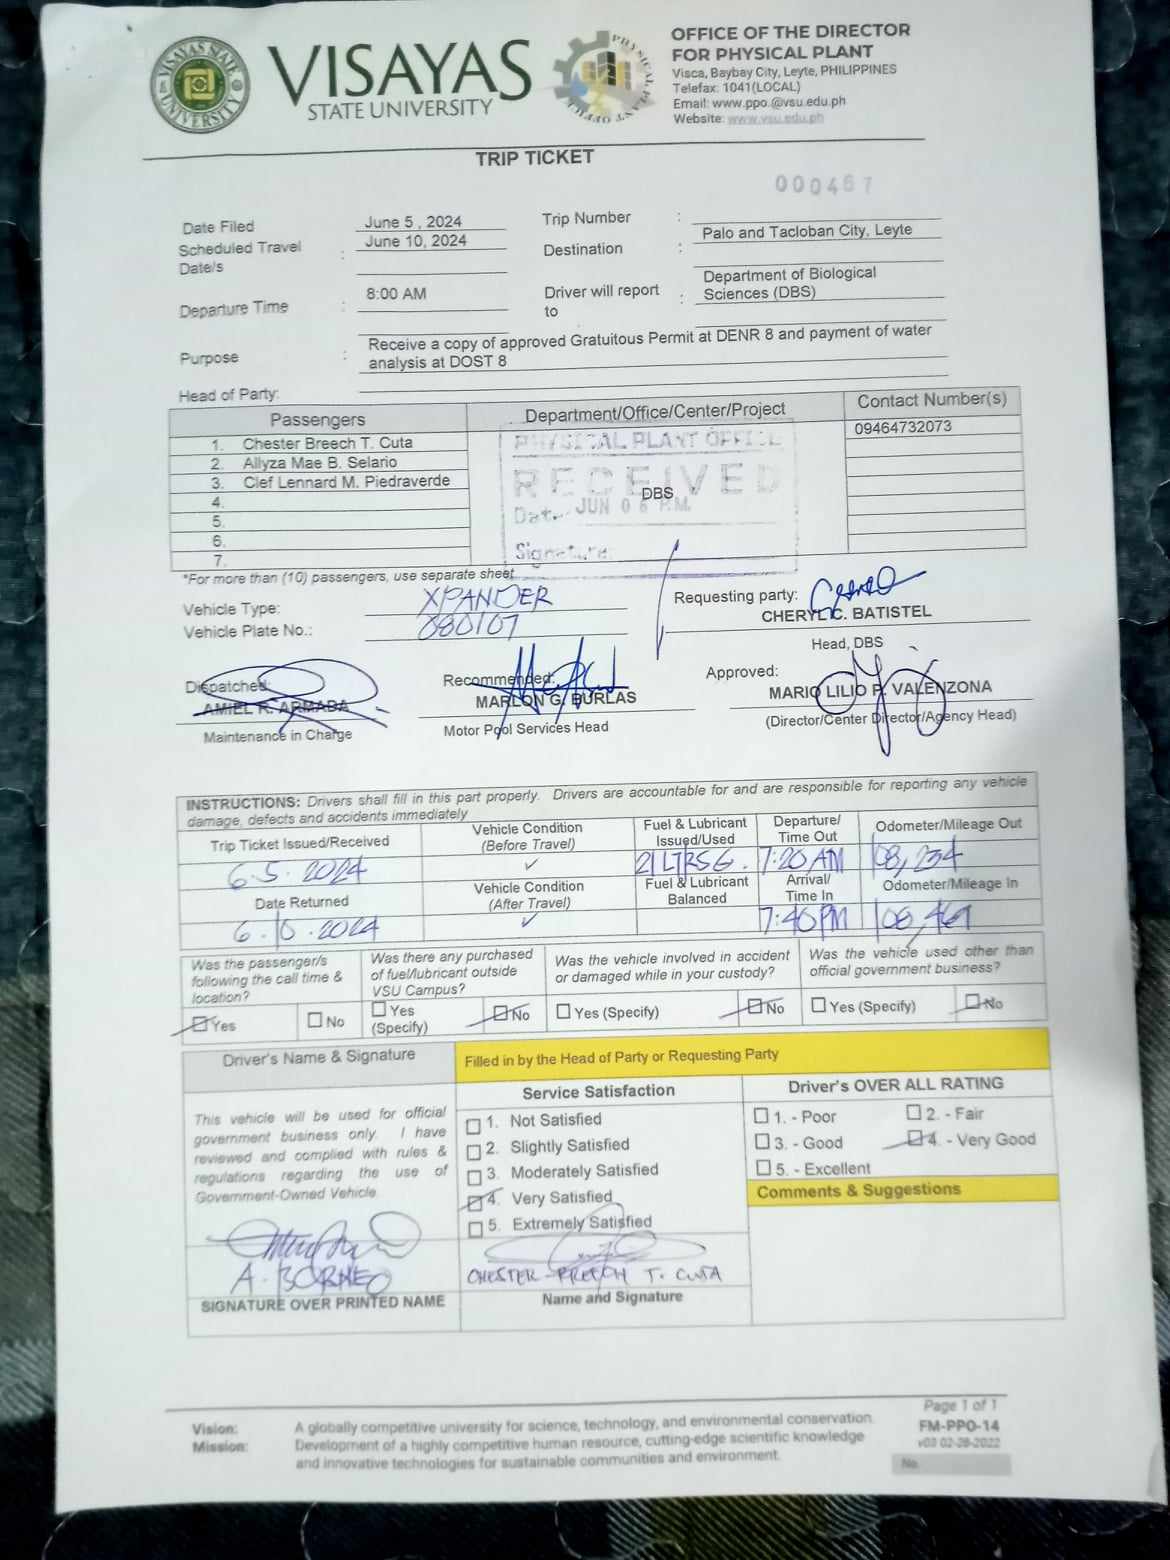 VISAYAS
STATE UNIVERSITY
VISAYAS STATE UNIVERSITY
OFFICE OF THE DIRECTOR
FOR PHYSICAL PLANT
Visca, Baybay City, Leyte, PHILIPPINES
Telefax: 1041(LOCAL)
Email: www.ppo.@vsu.edu.ph
Website: www.vsu.edu.ph
TRIP TICKET
000467
Date Filed June 5 , 2024 Trip Number :
Scheduled Travel Date/s : June 10, 2024 Destination : Palo and Tacloban City, Leyte
Departure Time : 8:00 AM Driver will report to : Department of Biological Sciences (DBS)
Purpose : Receive a copy of approved Gratuitous Permit at DENR 8 and payment of water
analysis at DOST 8
Head of Party:
Passengers Department/Office/Center/Project Contact Number(s)
1. Chester Breech T. Cuta 09464732073
2. Allyza Mae B. Selario
3. Clef Lennard M. Piedraverde DBS
4.
5.
6.
7.
PHYSICAL PLANT OFFICE
RECEIVED
Date: JUN 06 P.M.
Signature:
*For more than (10) passengers, use separate sheet
Vehicle Type: XPANDER
Vehicle Plate No.: 080107
Requesting party:
CHERYL C. BATISTEL
Head, DBS
Dispatched: Recommended: Approved:
AMIEL R. ARMADA MARLON G. BURLAS MARIO LILIO P. VALENZONA
Maintenance in Charge Motor Pool Services Head (Director/Center Director/Agency Head)
INSTRUCTIONS: Drivers shall fill in this part properly. Drivers are accountable for and are responsible for reporting any vehicle
damage, defects and accidents immediately
Trip Ticket Issued/Received Vehicle Condition (Before Travel) Fuel & Lubricant Issued/Used Departure/ Time Out Odometer/Mileage Out
6.5.2024 ✓ 21 LTRS G. 7:20 AM 108,234
Date Returned Vehicle Condition (After Travel) Fuel & Lubricant Balanced Arrival/ Time In Odometer/Mileage In
6.10.2024 ✓ 7:40 PM 108,469
Was the passenger/s following the call time & location?
Was there any purchased of fuel/lubricant outside VSU Campus?
Was the vehicle involved in accident or damaged while in your custody?
Was the vehicle used other than official government business?
Yes No Yes (Specify) No Yes (Specify) No Yes (Specify) No
Driver's Name & Signature Filled in by the Head of Party or Requesting Party
Service Satisfaction Driver's OVER ALL RATING
This vehicle will be used for official
government business only. I have
reviewed and complied with rules &
regulations regarding the use of
Government-Owned Vehicle
1. Not Satisfied
2. Slightly Satisfied
3. Moderately Satisfied
4. Very Satisfied
5. Extremely Satisfied
1. - Poor 2. - Fair
3. - Good 4. - Very Good
5. - Excellent
Comments & Suggestions
A. BORNEO CHESTER BREECH T. CUTA
SIGNATURE OVER PRINTED NAME Name and Signature
Page 1 of 1
FM-PPO-14
v03 02-28-2022
No.
Vision: A globally competitive university for science, technology, and environmental conservation.
Mission: Development of a highly competitive human resource, cutting-edge scientific knowledge
and innovative technologies for sustainable communities and environment.